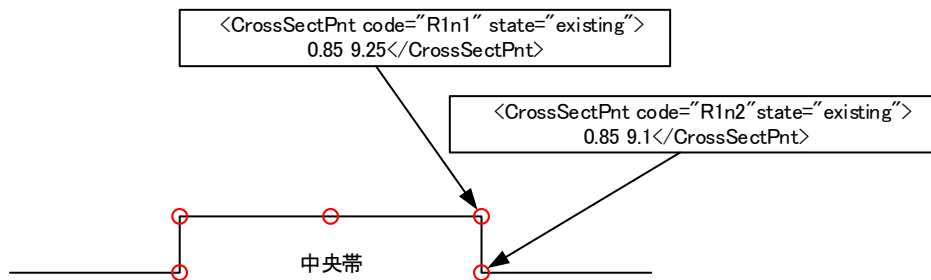 <CrossSectPnt code="R1n1" state="existing">
0.85 9.25</CrossSectPnt>
<CrossSectPnt code="R1n2"state="existing">
0.85 9.1</CrossSectPnt>
中央帯